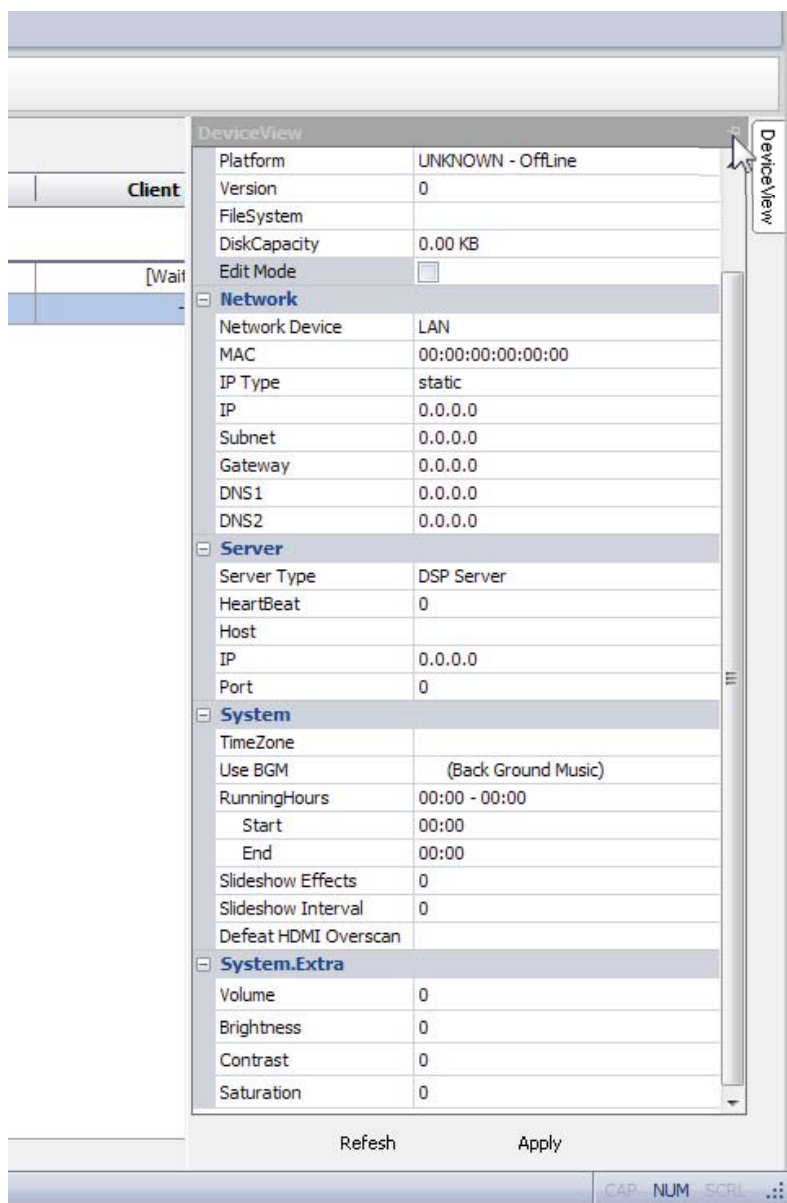 DeviceView
DeviceView
Platform UNKNOWN - OffLine
Client
Version 0
FileSystem
DiskCapacity 0.00 KB
[Wait
Edit Mode
-
Network
Network Device LAN
MAC 00:00:00:00:00:00
IP Type static
IP 0.0.0.0
Subnet 0.0.0.0
Gateway 0.0.0.0
DNS1 0.0.0.0
DNS2 0.0.0.0
Server
Server Type DSP Server
HeartBeat 0
Host
IP 0.0.0.0
Port 0
System
TimeZone
Use BGM (Back Ground Music)
RunningHours 00:00 - 00:00
Start 00:00
End 00:00
Slideshow Effects 0
Slideshow Interval 0
Defeat HDMI Overscan
System.Extra
Volume 0
Brightness 0
Contrast 0
Saturation 0
Refesh Apply
CAP NUM SCRL